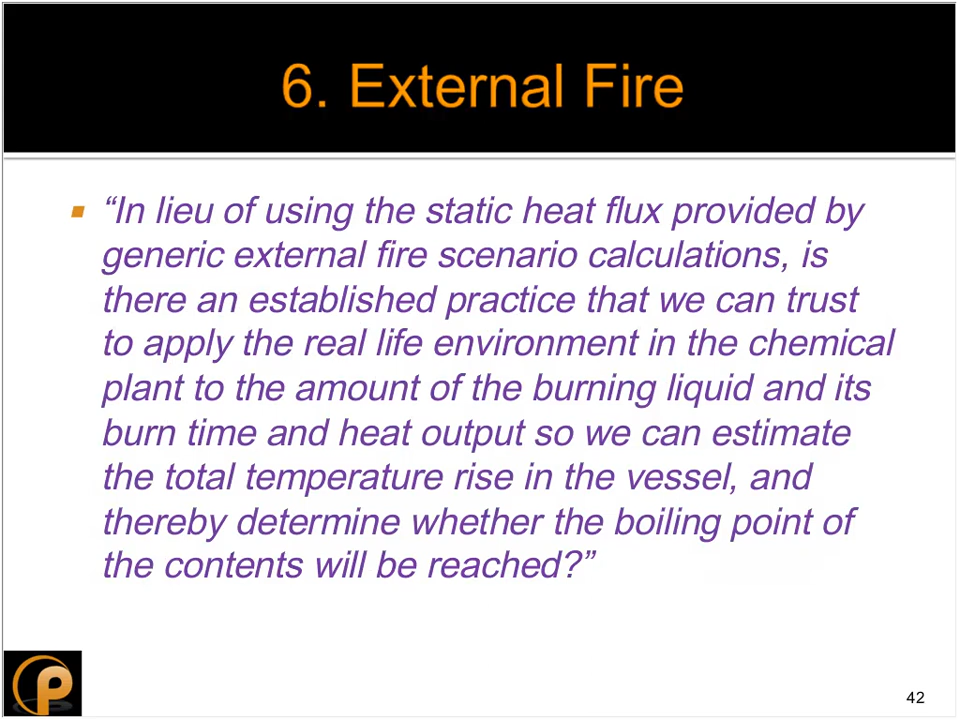 6. External Fire
“In lieu of using the static heat flux provided by
generic external fire scenario calculations, is
there an established practice that we can trust
to apply the real life environment in the chemical
plant to the amount of the burning liquid and its
burn time and heat output so we can estimate
the total temperature rise in the vessel, and
thereby determine whether the boiling point of
the contents will be reached?”
P
42